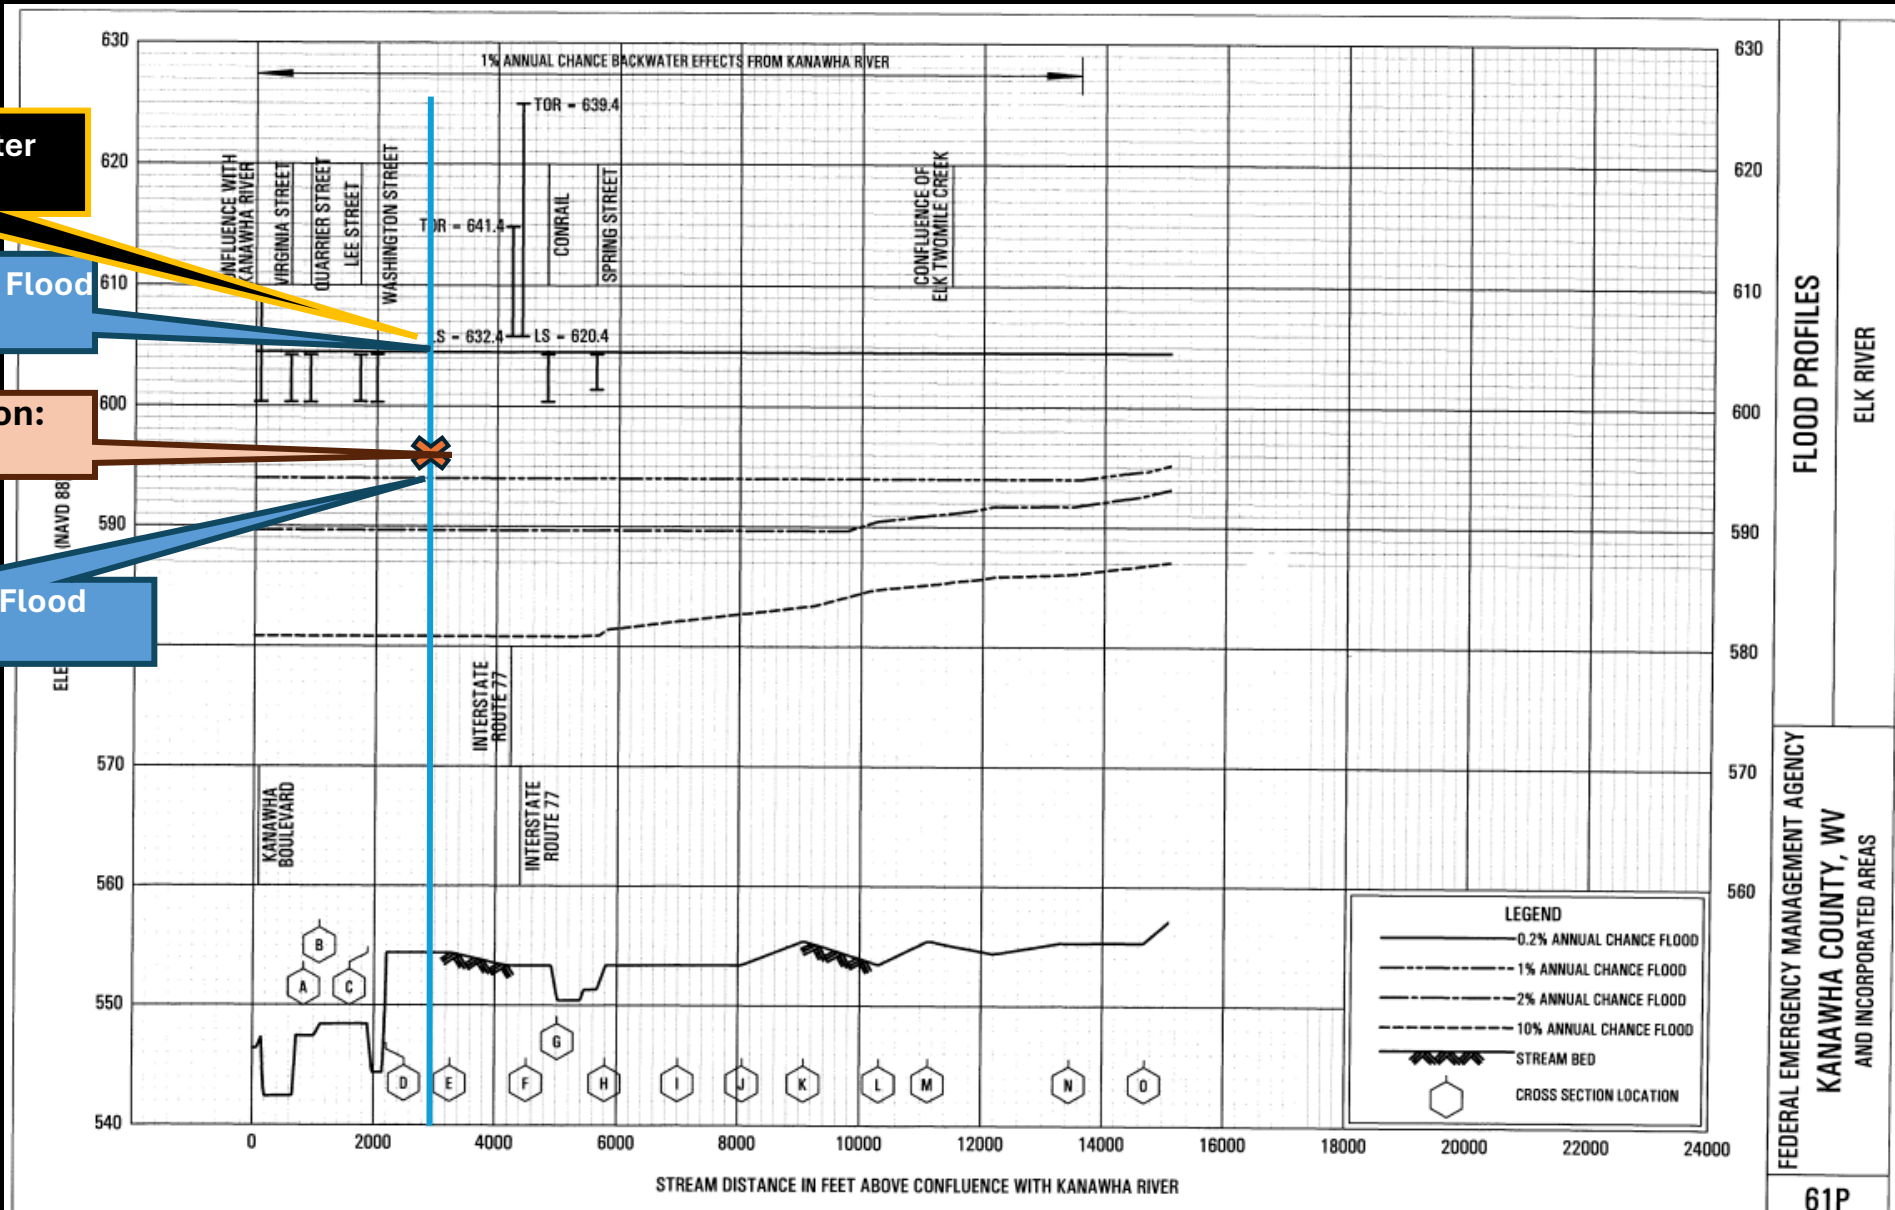 630
1% ANNUAL CHANCE BACKWATER EFFECTS FROM KANAWHA RIVER
630
TOR = 639.4
620
620
KANAWHA RIVER
VIRGINIA STREET
QUARRIER STREET
LEE STREET
WASHINGTON STREET
TOR = 641.4
CONRAIL
SPRING STREET
CONFLUENCE OF
ELK TWOMILE CREEK
Flood
610
610
LS = 632.4
LS = 620.4
600
600
on:
(NAVD 88)
590
590
Flood
580
INTERSTATE
ROUTE 77
570
570
KANAWHA
BOULEVARD
INTERSTATE
ROUTE 77
560
560
LEGEND
0.2% ANNUAL CHANCE FLOOD
1% ANNUAL CHANCE FLOOD
2% ANNUAL CHANCE FLOOD
10% ANNUAL CHANCE FLOOD
STREAM BED
CROSS SECTION LOCATION
550
B
A
C
G
D
E
F
H
I
J
K
L
M
N
O
540
0
2000
4000
6000
8000
10000
12000
14000
16000
18000
20000
22000
24000
STREAM DISTANCE IN FEET ABOVE CONFLUENCE WITH KANAWHA RIVER
FLOOD PROFILES
ELK RIVER
FEDERAL EMERGENCY MANAGEMENT AGENCY
KANAWHA COUNTY, WV
AND INCORPORATED AREAS
61P